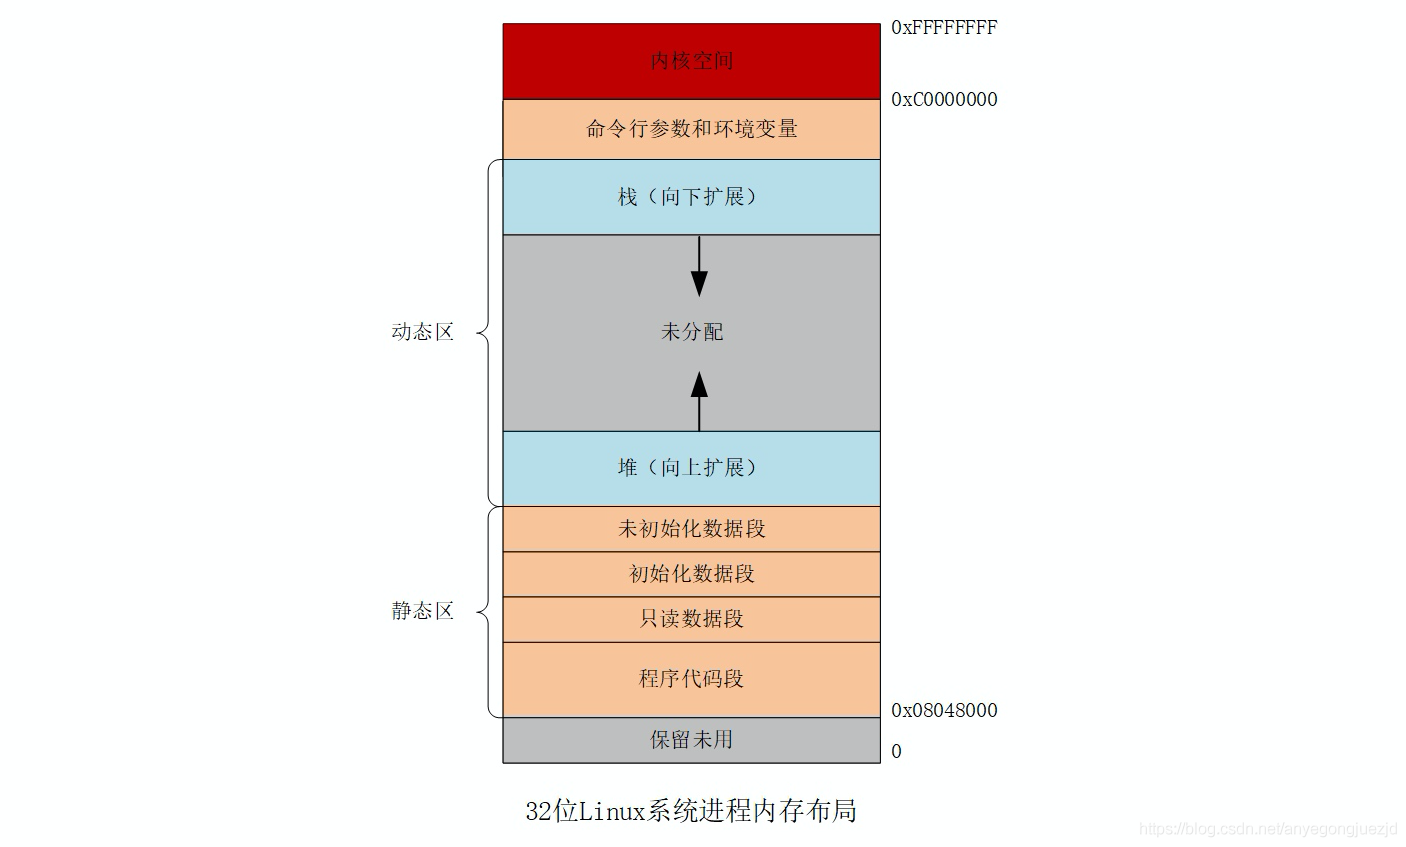 0xFFFFFFFF
内核空间
0xC0000000
命令行参数和环境变量
栈（向下扩展）
动态区
未分配
堆（向上扩展）
未初始化数据段
初始化数据段
静态区
只读数据段
程序代码段
0x08048000
保留未用
0
32位Linux系统进程内存布局
https://blog.csdn.net/anyegongjuezjd